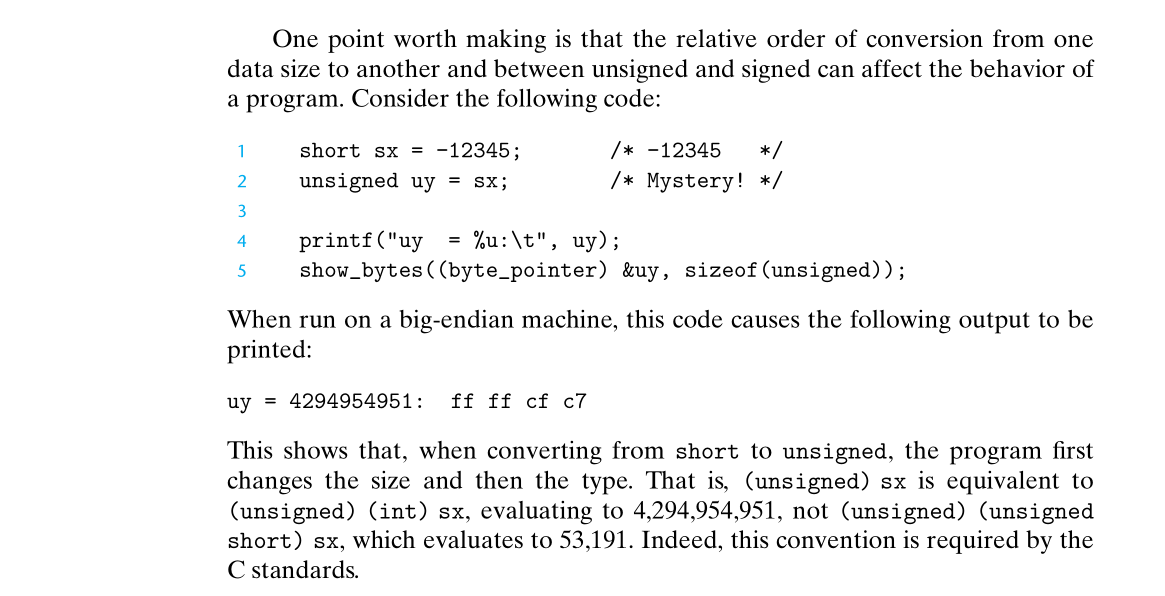 One point worth making is that the relative order of conversion from one
data size to another and between unsigned and signed can affect the behavior of
a program. Consider the following code:
1 short sx = -12345; /* -12345 */
2 unsigned uy = sx; /* Mystery! */
3
4 printf("uy = %u:\t", uy);
5 show_bytes((byte_pointer) &uy, sizeof(unsigned));
When run on a big-endian machine, this code causes the following output to be
printed:
uy = 4294954951: ff ff cf c7
This shows that, when converting from short to unsigned, the program first
changes the size and then the type. That is, (unsigned) sx is equivalent to
(unsigned) (int) sx, evaluating to 4,294,954,951, not (unsigned) (unsigned
short) sx, which evaluates to 53,191. Indeed, this convention is required by the
C standards.